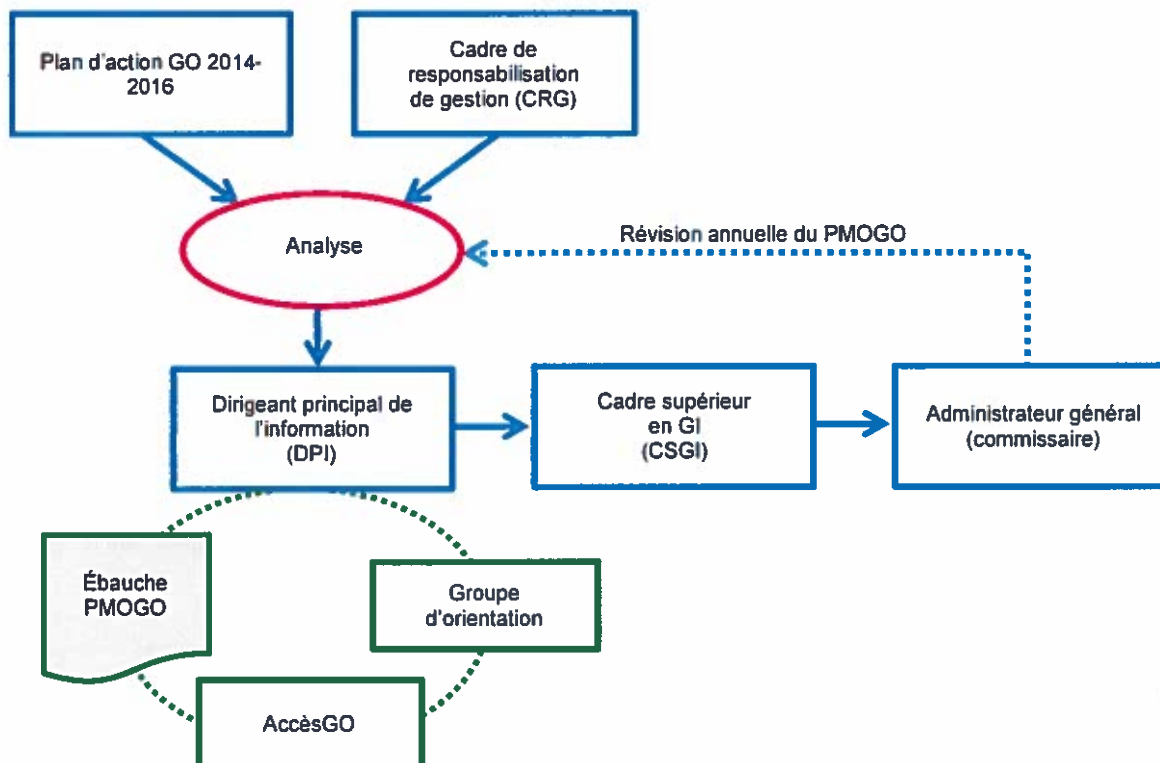 Plan d'action GO 2014-
2016
Cadre de
responsabilisation
de gestion (CRG)
Analyse
Révision annuelle du PMOGO
Dirigeant principal de
l'information
(DPI)
Cadre supérieur
en GI
(CSGI)
Administrateur général
(commissaire)
Ébauche
PMOGO
Groupe
d'orientation
AccèsGO